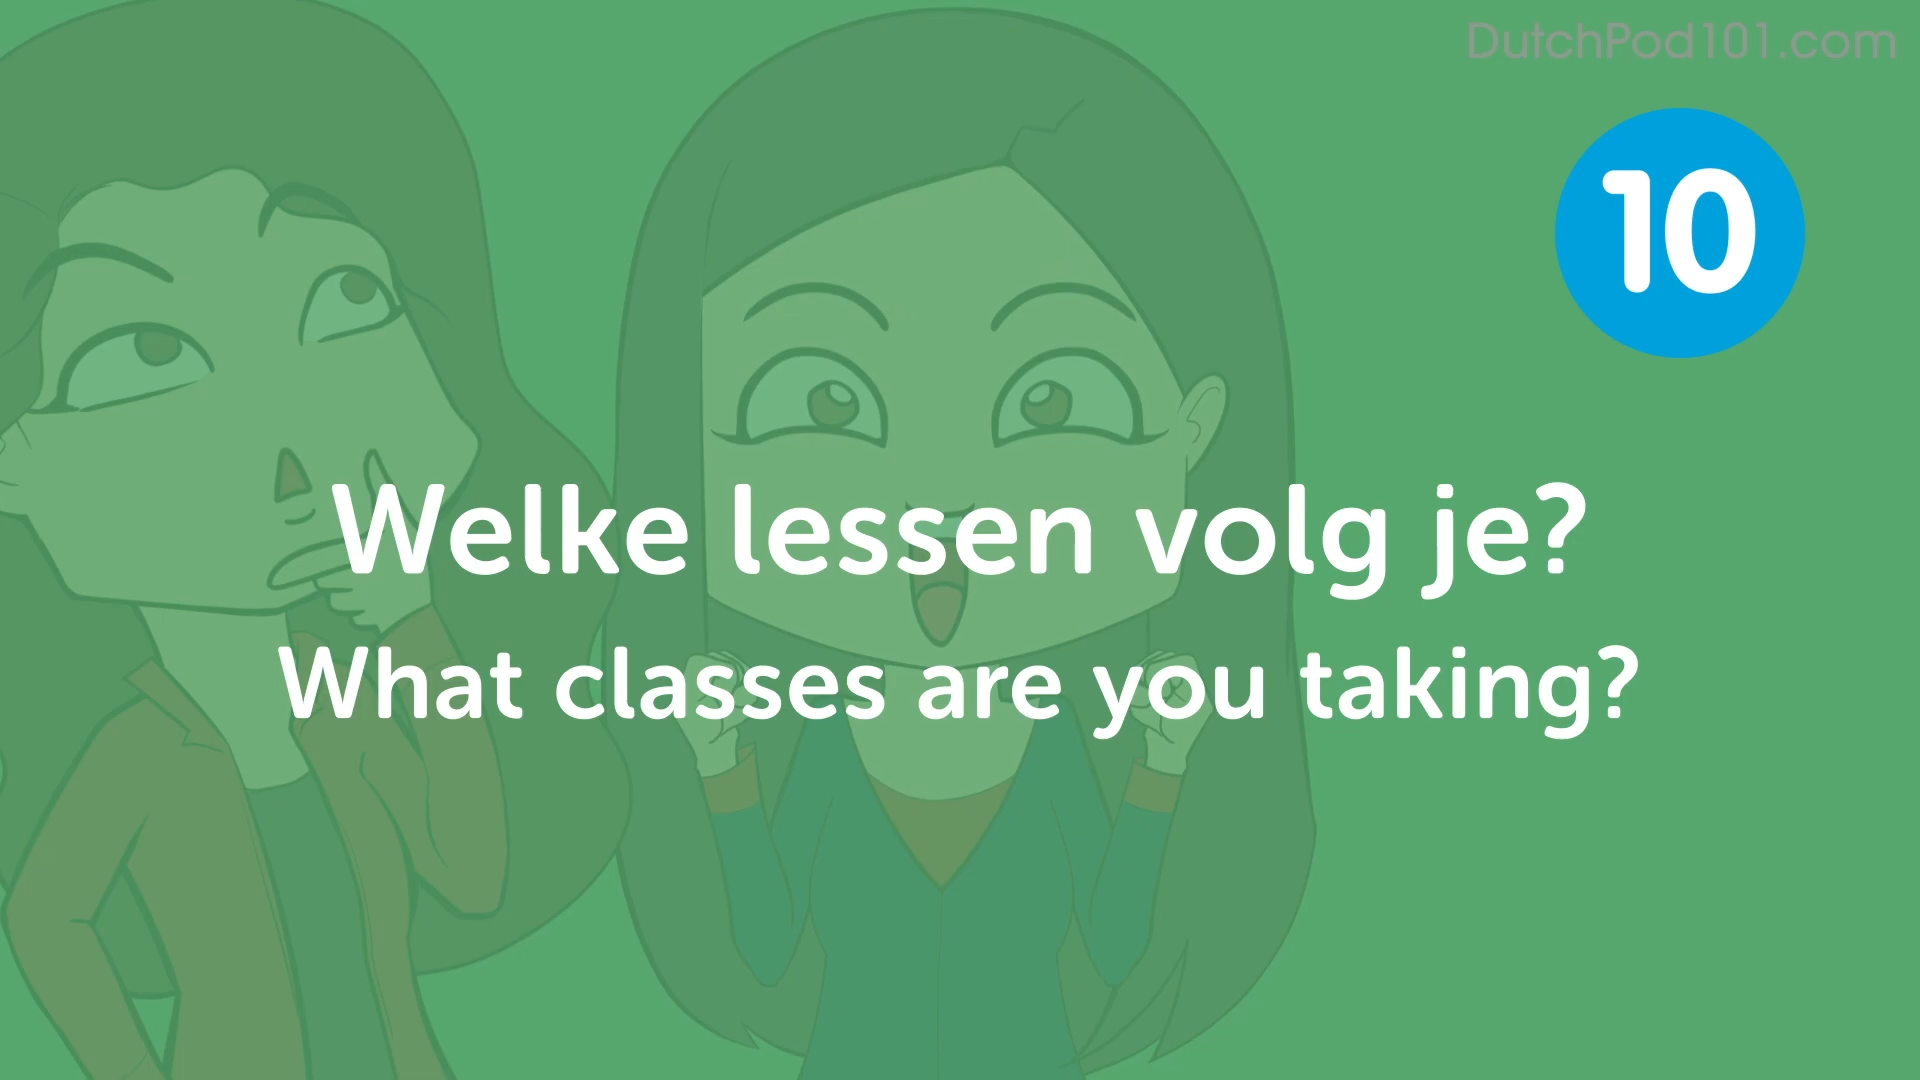 DutchPod101.com
10
Welke lessen volg je?
What classes are you taking?